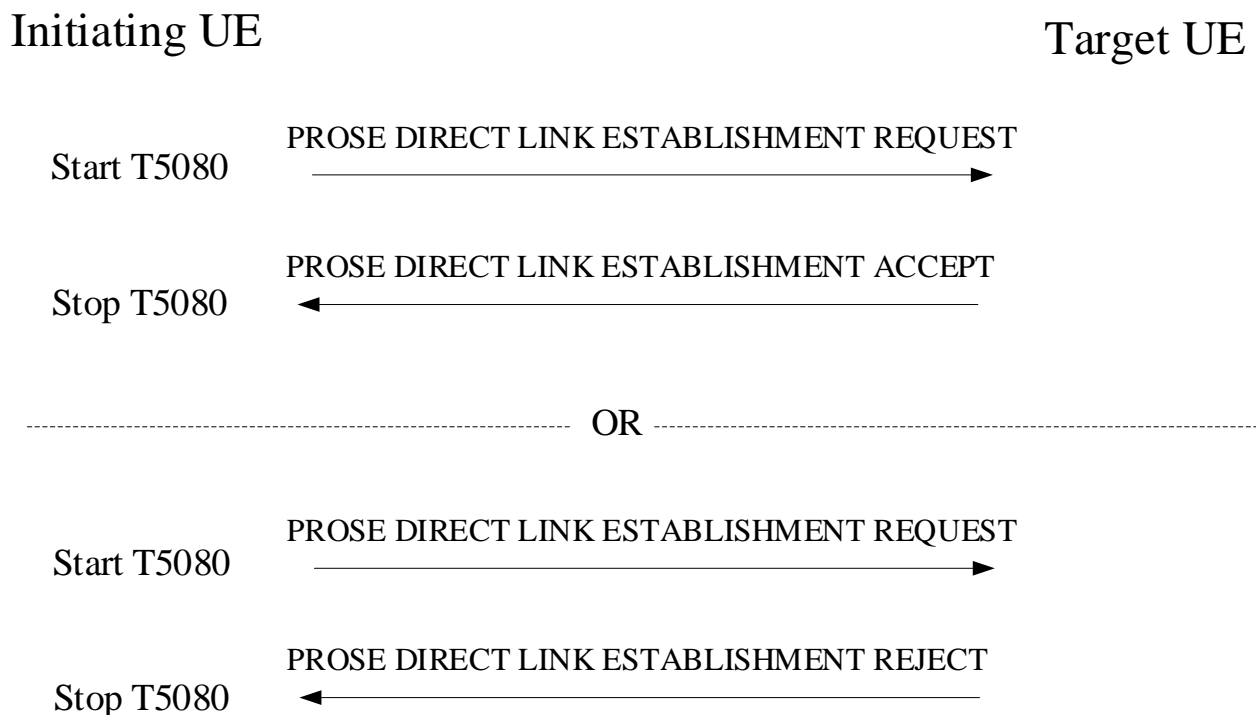 Initiating UE
Target UE
PROSE DIRECT LINK ESTABLISHMENT REQUEST
Start T5080
PROSE DIRECT LINK ESTABLISHMENT ACCEPT
Stop T5080
OR
PROSE DIRECT LINK ESTABLISHMENT REQUEST
Start T5080
PROSE DIRECT LINK ESTABLISHMENT REJECT
Stop T5080